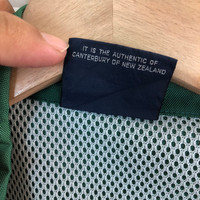 IT IS THE AUTHENTIC OF
CANTERBURY OF NEW ZEALAND